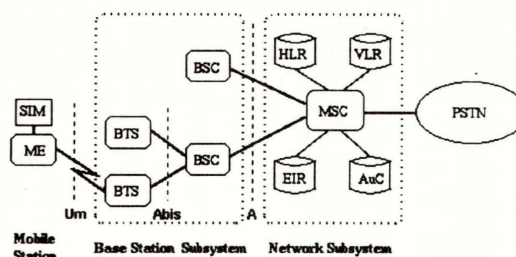 HLR
VLR
BSC
SIM
MSC
PSTN
ME
BTS
BSC
BTS
EIR
AuC
Um
Abis
A
Mobile
Station
Base Station Subsystem
Network Subsystem